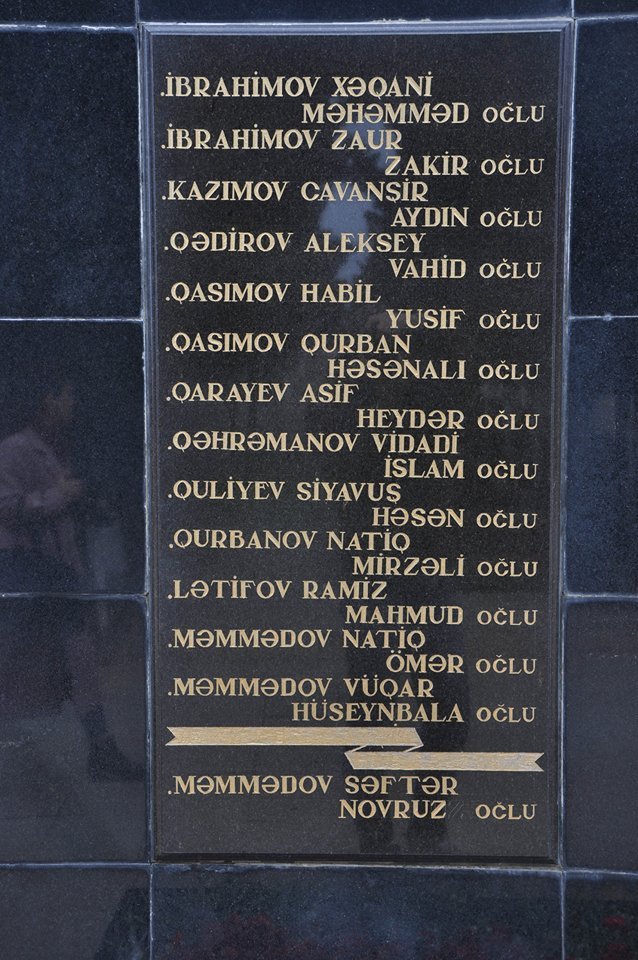 .İBRAHİMOV XƏQANİ
MƏHƏMMƏD OĞLU
.İBRAHİMOV ZAUR
ZAKİR OĞLU
.KAZIMOV CAVANŞİR
AYDIN OĞLU
.QƏDİROV ALEKSEY
VAHİD OĞLU
.QASIMOV HABİL
YUSİF OĞLU
.QASIMOV QURBAN
HƏSƏNALI OĞLU
.QARAYEV ASİF
HEYDƏR OĞLU
.QƏHRƏMANOV VİDADİ
İSLAM OĞLU
.QULİYEV SİYAVUŞ
HƏSƏN OĞLU
.QURBANOV NATİQ
MİRZƏLİ OĞLU
.LƏTİFOV RAMİZ
MAHMUD OĞLU
.MƏMMƏDOV NATİQ
ÖMƏR OĞLU
.MƏMMƏDOV VÜQAR
HÜSEYNBALA OĞLU
.MƏMMƏDOV SƏFTƏR
NOVRUZ OĞLU